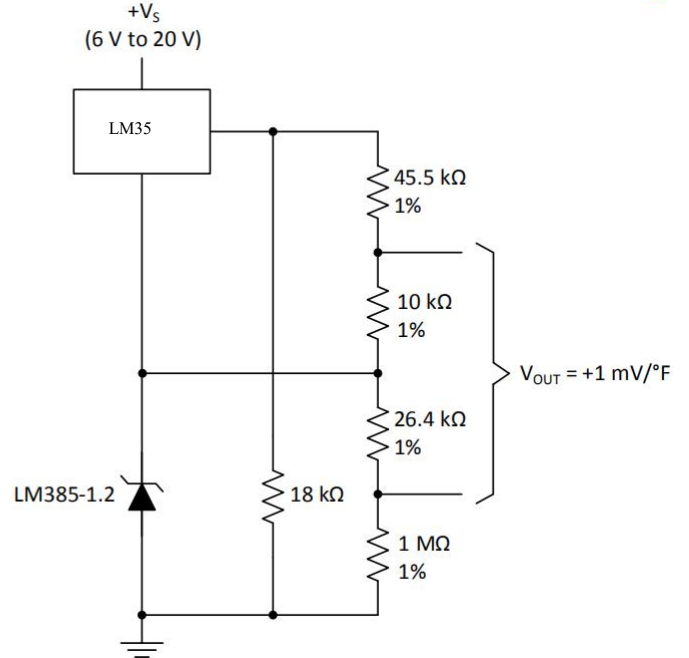 +VS
(6 V to 20 V)
LM35
45.5 kΩ
1%
10 kΩ
1%
VOUT = +1 mV/°F
26.4 kΩ
1%
LM385-1.2
18 kΩ
1 MΩ
1%